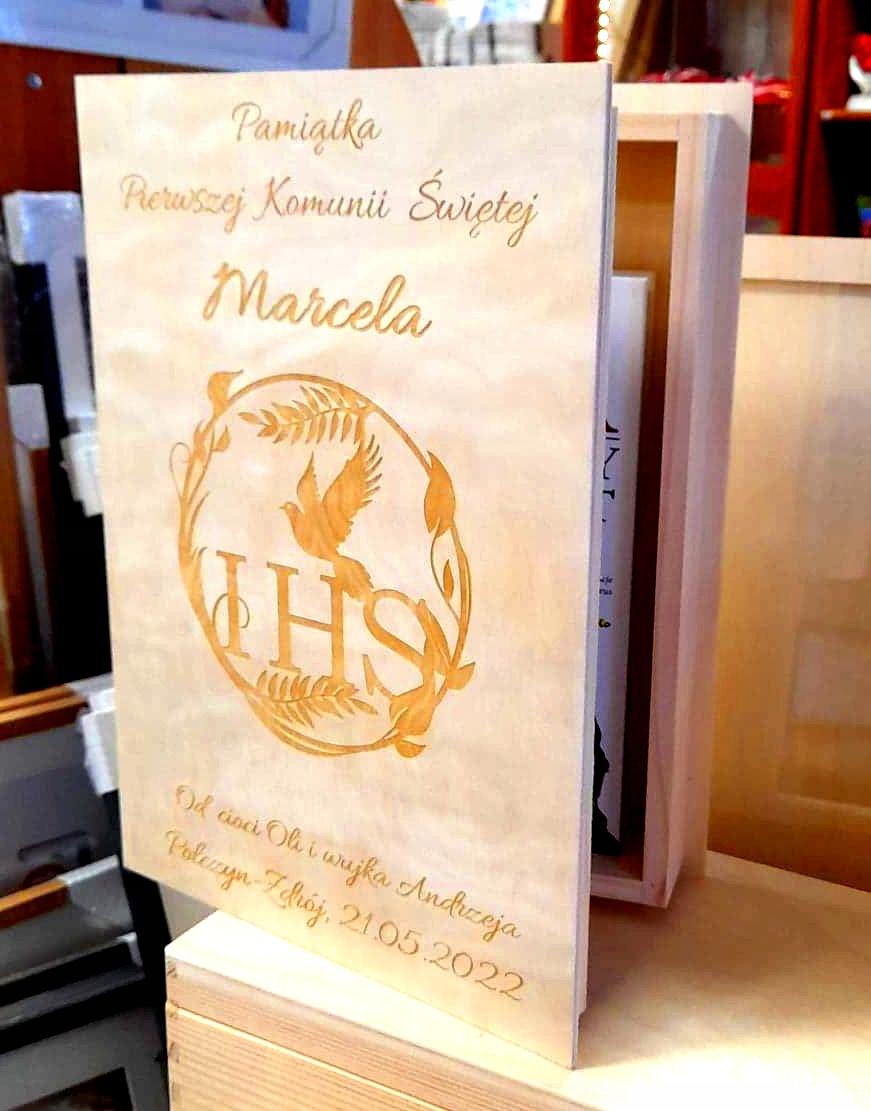 Pamiątka
Pierwszej Komunii Świętej
Marcela
IHS
Od cioci Oli i wujka Andrzeja
Połczyn-Zdrój, 21.05.2022